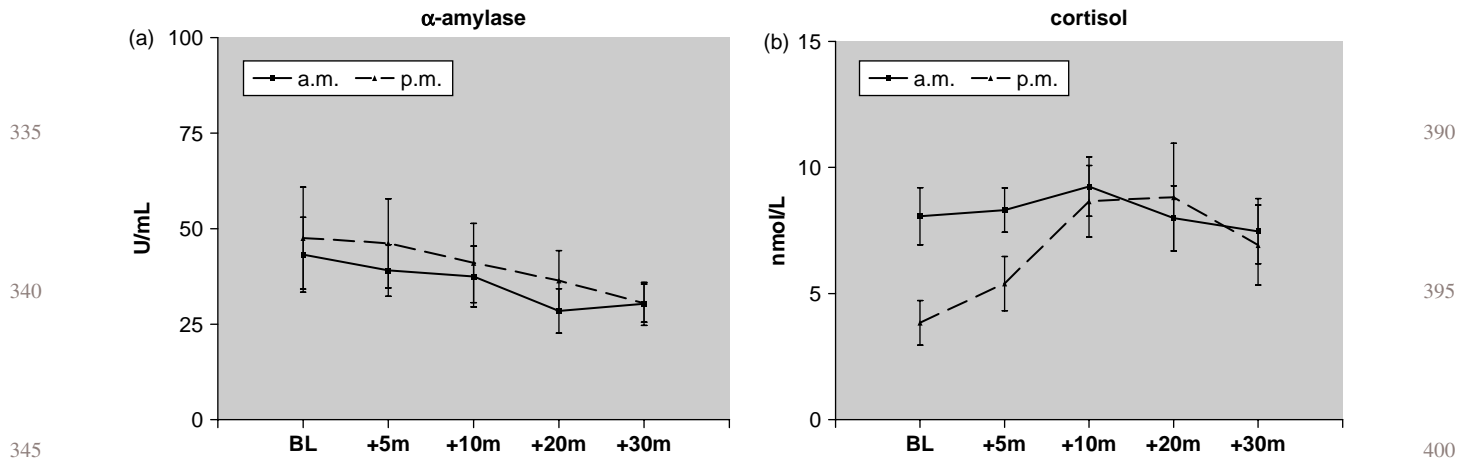 α-amylase
(a)
100
75
50
25
0
U/mL
a.m. p.m.
BL +5m +10m +20m +30m
cortisol
(b)
15
10
5
0
nmol/L
a.m. p.m.
BL +5m +10m +20m +30m
335
340
345
390
395
400